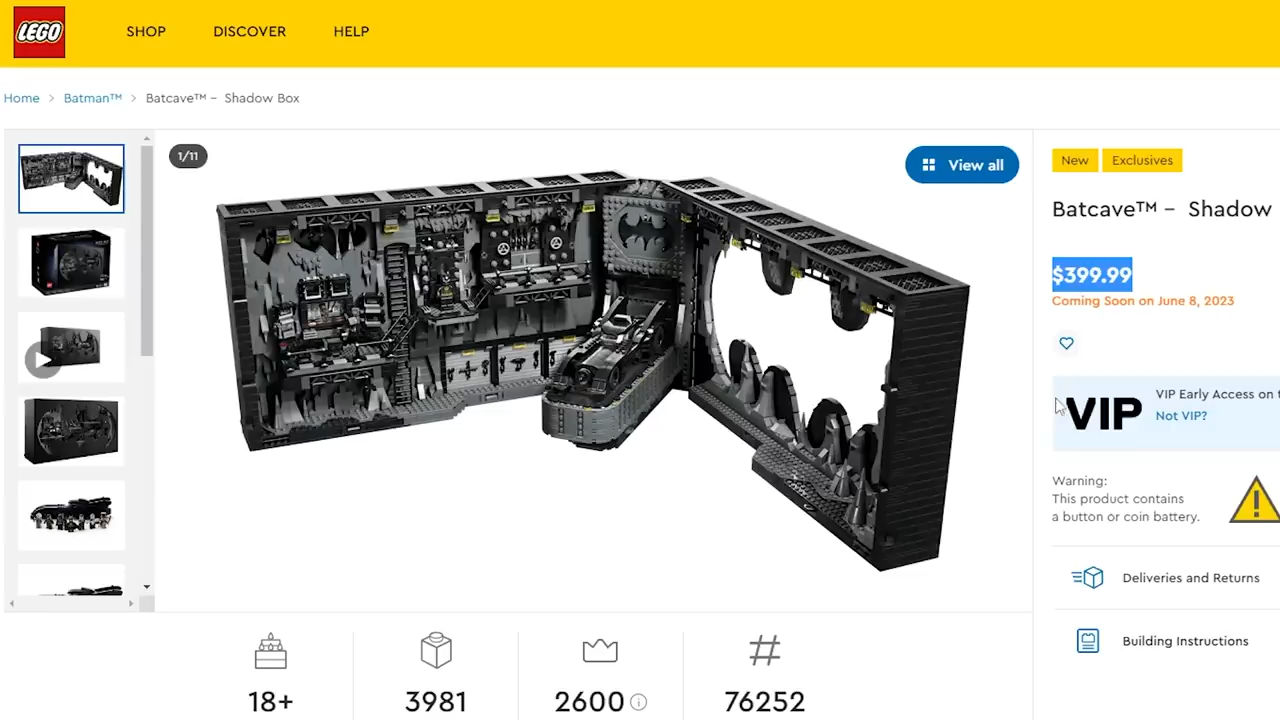 LEGO
SHOP
DISCOVER
HELP
Home > Batman™ > Batcave™ – Shadow Box
1/11
View all
New
Exclusives
Batcave™ – Shadow
$399.99
Coming Soon on June 8, 2023
VIP
VIP Early Access on t
Not VIP?
Warning:
This product contains
a button or coin battery.
Deliveries and Returns
Building Instructions
18+
3981
2600
76252